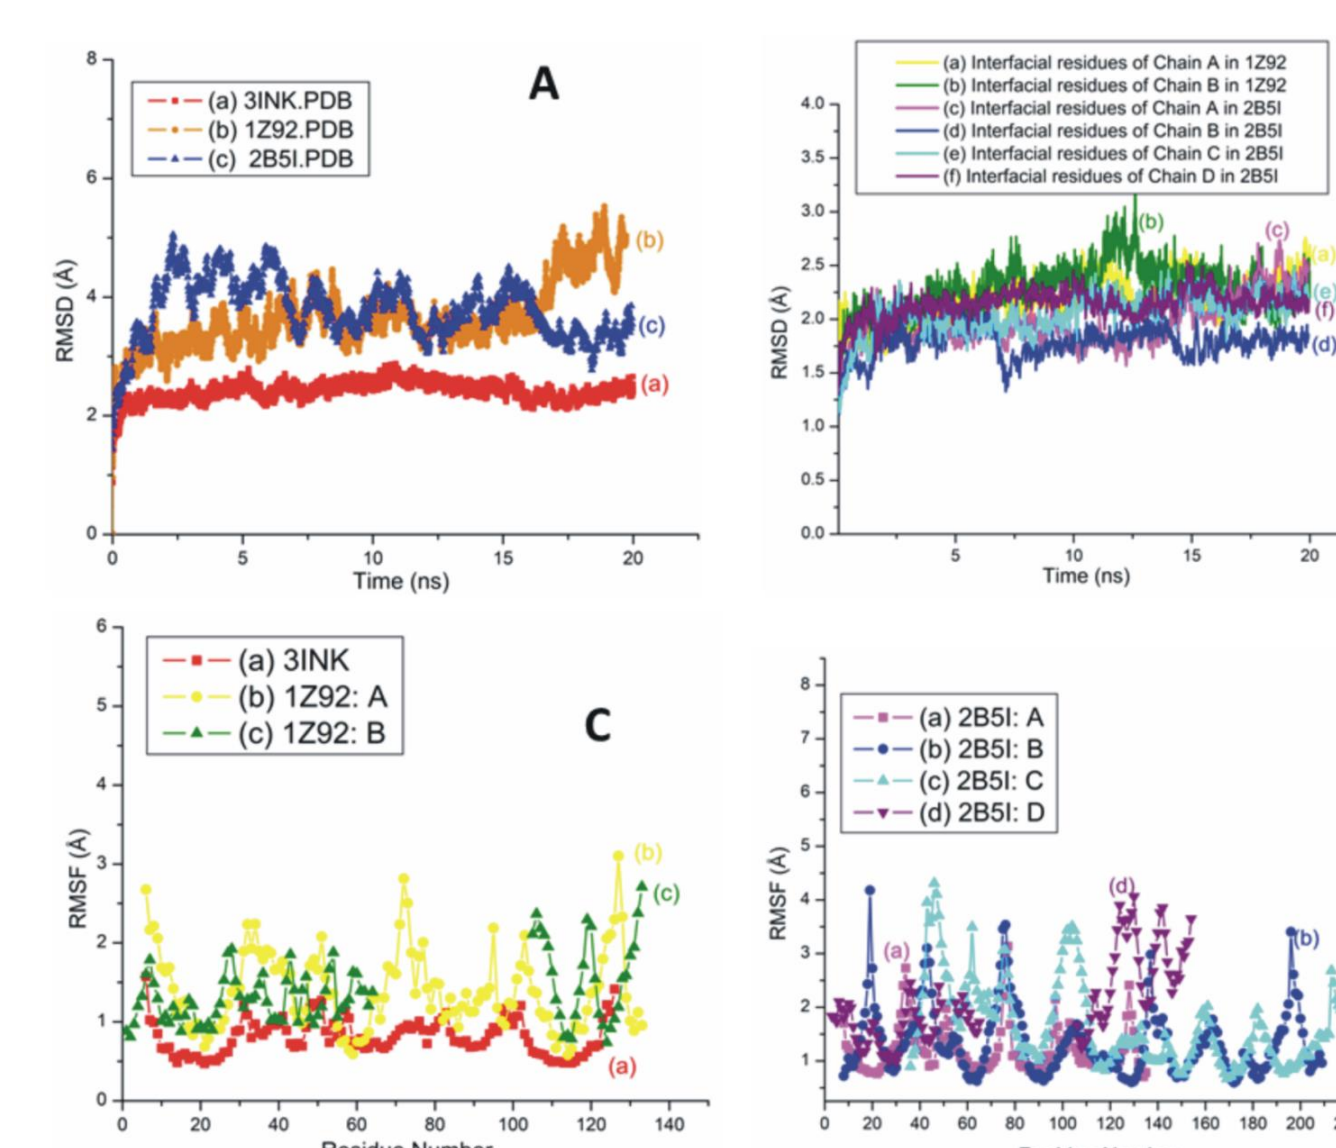 A
(a) 3INK.PDB
(b) 1Z92.PDB
(c) 2B5I.PDB
8
6
4
2
0
RMSD (Å)
(b)
(c)
(a)
0 5 10 15 20
Time (ns)
(a) Interfacial residues of Chain A in 1Z92
(b) Interfacial residues of Chain B in 1Z92
(c) Interfacial residues of Chain A in 2B5I
(d) Interfacial residues of Chain B in 2B5I
(e) Interfacial residues of Chain C in 2B5I
(f) Interfacial residues of Chain D in 2B5I
4.0
3.5
3.0
2.5
2.0
1.5
1.0
0.5
0.0
RMSD (Å)
(b)
(c)
(a)
(e)
(f)
(d)
5 10 15 20
Time (ns)
C
(a) 3INK
(b) 1Z92: A
(c) 1Z92: B
6
5
4
3
2
1
0
RMSF (Å)
(b)
(c)
(a)
0 20 40 60 80 100 120 140
Residue Number
(a) 2B5I: A
(b) 2B5I: B
(c) 2B5I: C
(d) 2B5I: D
8
7
6
5
4
3
2
1
RMSF (Å)
(d)
(a)
(b)
0 20 40 60 80 100 120 140 160 180 200